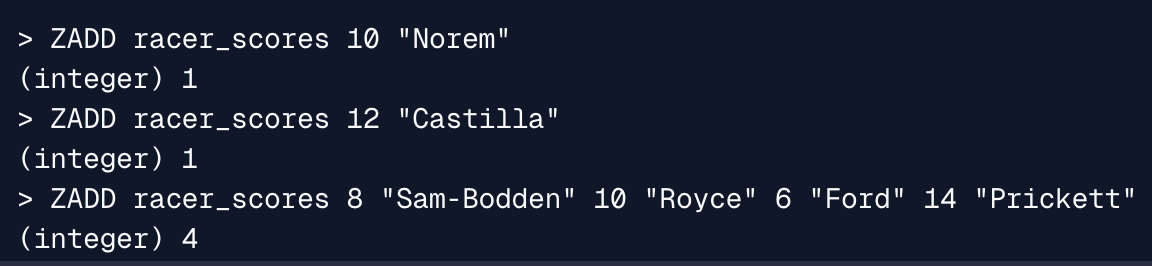 > ZADD racer_scores 10 "Norem"
(integer) 1
> ZADD racer_scores 12 "Castilla"
(integer) 1
> ZADD racer_scores 8 "Sam-Bodden" 10 "Royce" 6 "Ford" 14 "Prickett"
(integer) 4